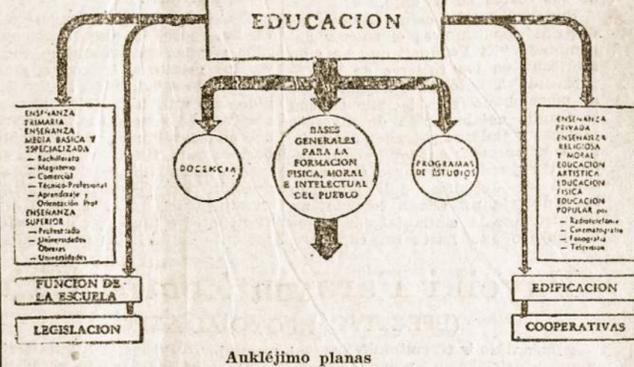 EDUCACION
ENSEÑANZA
PRIMARIA
ENSEÑANZA
MEDIA BASICA Y
ESPECIALIZADA
— Bachillerato
— Magisterio
— Comercial
— Técnico-Profesional
— Aprendizaje y
Orientación Prof
ENSEÑANZA
SUPERIOR
— Profesorado
— Universidades
Obreras
— Universidades
FUNCION DE
LA ESCUELA
LEGISLACION
DOCENCIA
BASES
GENERALES
PARA LA
FORMACION
FISICA, MORAL
E INTELECTUAL
DEL PUEBLO
PROGRAMAS
DE ESTUDIOS
ENSEÑANZA
PRIVADA
ENSEÑANZA
RELIGIOSA
Y MORAL
EDUCACION
ARTISTICA
EDUCACION
FISICA
EDUCACION
POPULAR por
— Radiotelefonía
— Cinematografía
— Fonografía
— Televisión
EDIFICACION
COOPERATIVAS
Auklėjimo planas